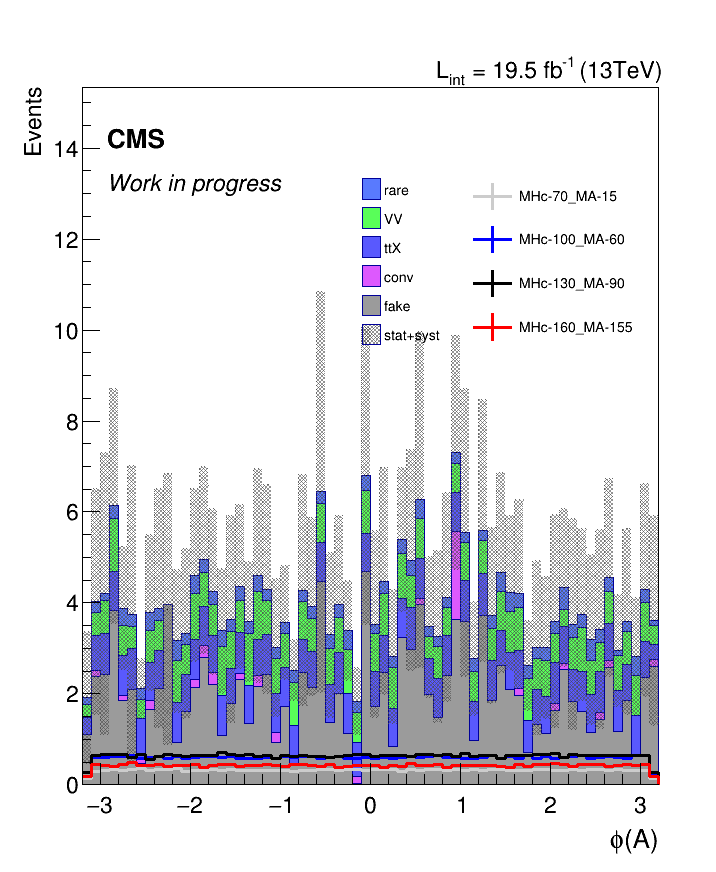 L_int = 19.5 fb^-1 (13TeV)
Events
CMS
Work in progress
rare
VV
ttX
conv
fake
stat+syst
MHc-70_MA-15
MHc-100_MA-60
MHc-130_MA-90
MHc-160_MA-155
14
12
10
8
6
4
2
0
−3 −2 −1 0 1 2 3
ϕ(A)